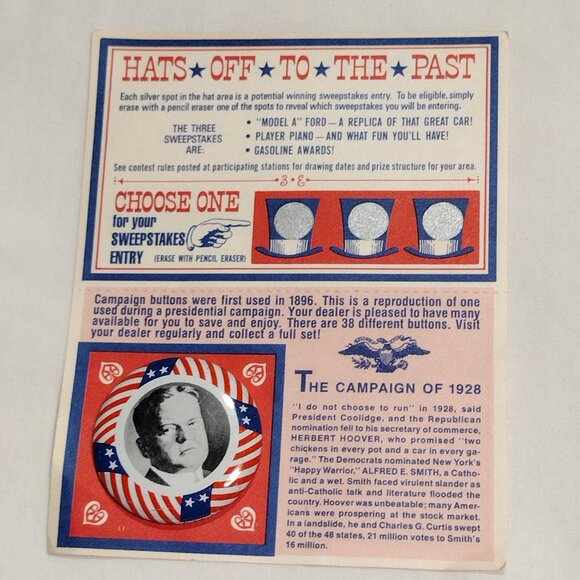 HATS★OFF★TO★THE★PAST
Each silver spot in the hat area is a potential winning sweepstakes entry. To be eligible, simply
erase with a pencil eraser one of the spots to reveal which sweepstakes you will be entering.
THE THREE
SWEEPSTAKES
ARE:
• "MODEL A" FORD — A REPLICA OF THAT GREAT CAR!
• PLAYER PIANO — AND WHAT FUN YOU'LL HAVE!
• GASOLINE AWARDS!
See contest rules posted at participating stations for drawing dates and prize structure for your area.
CHOOSE ONE
for your
SWEEPSTAKES
ENTRY (ERASE WITH PENCIL ERASER)
Campaign buttons were first used in 1896. This is a reproduction of one
used during a presidential campaign. Your dealer is pleased to have many
available for you to save and enjoy. There are 38 different buttons. Visit
your dealer regularly and collect a full set!
THE CAMPAIGN OF 1928
"I do not choose to run" in 1928, said
President Coolidge, and the Republican
nomination fell to his secretary of commerce,
HERBERT HOOVER, who promised "two
chickens in every pot and a car in every ga-
rage." The Democrats nominated New York's
"Happy Warrior," ALFRED E. SMITH, a Catho-
lic and a wet. Smith faced virulent slander as
anti-Catholic talk and literature flooded the
country. Hoover was unbeatable; many Ame-
ricans were prospering at the stock market.
In a landslide, he and Charles G. Curtis swept
40 of the 48 states, 21 million votes to Smith's
16 million.